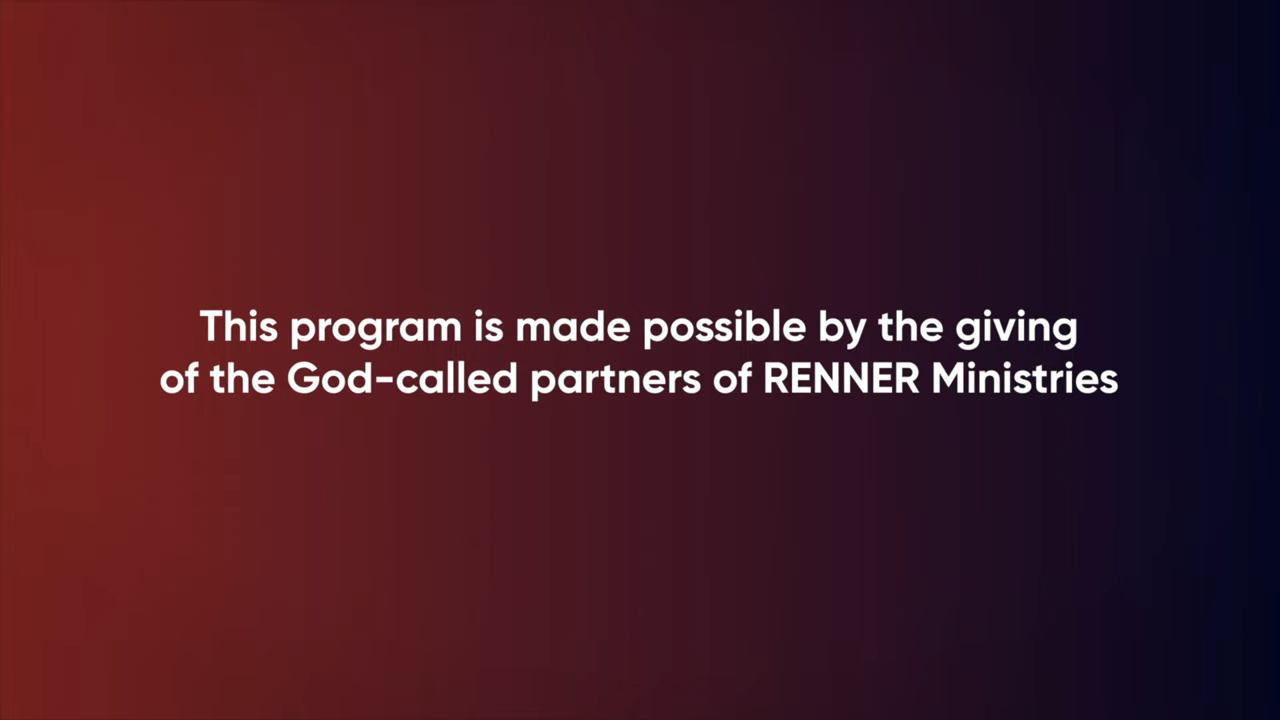 This program is made possible by the giving
of the God-called partners of RENNER Ministries